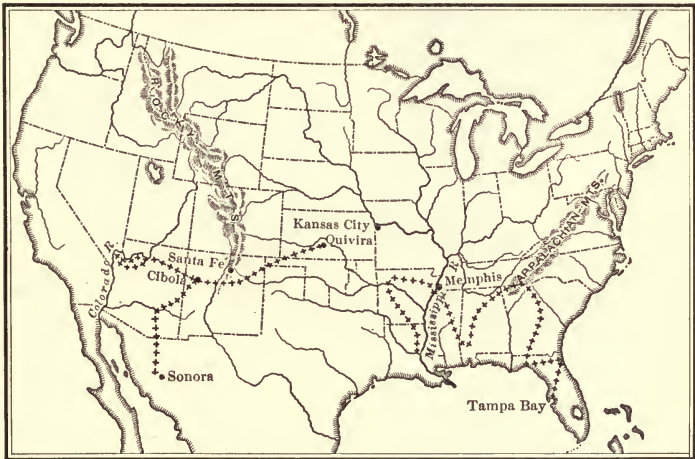 ROCKY MTS.
Kansas City
Quivira
Santa Fe
Cibola
Colorado R.
Memphis
Mississippi R.
APPALACHIAN MTS.
Sonora
Tampa Bay